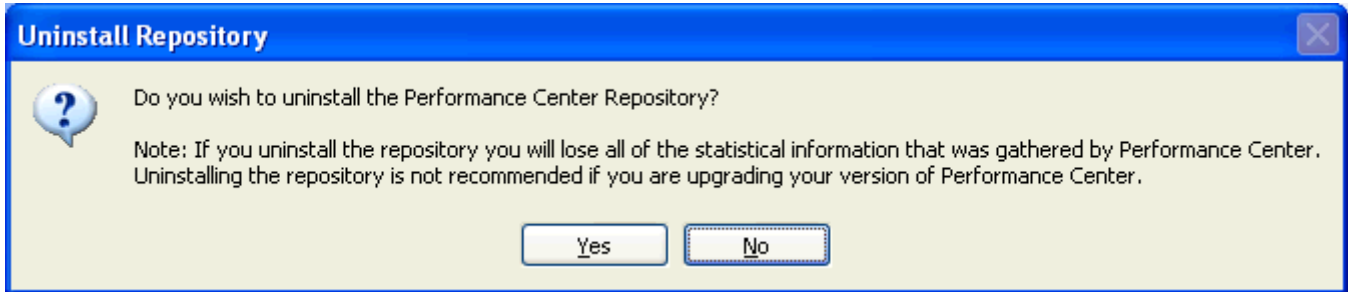 Uninstall Repository
Do you wish to uninstall the Performance Center Repository?
Note: If you uninstall the repository you will lose all of the statistical information that was gathered by Performance Center.
Uninstalling the repository is not recommended if you are upgrading your version of Performance Center.
Yes No